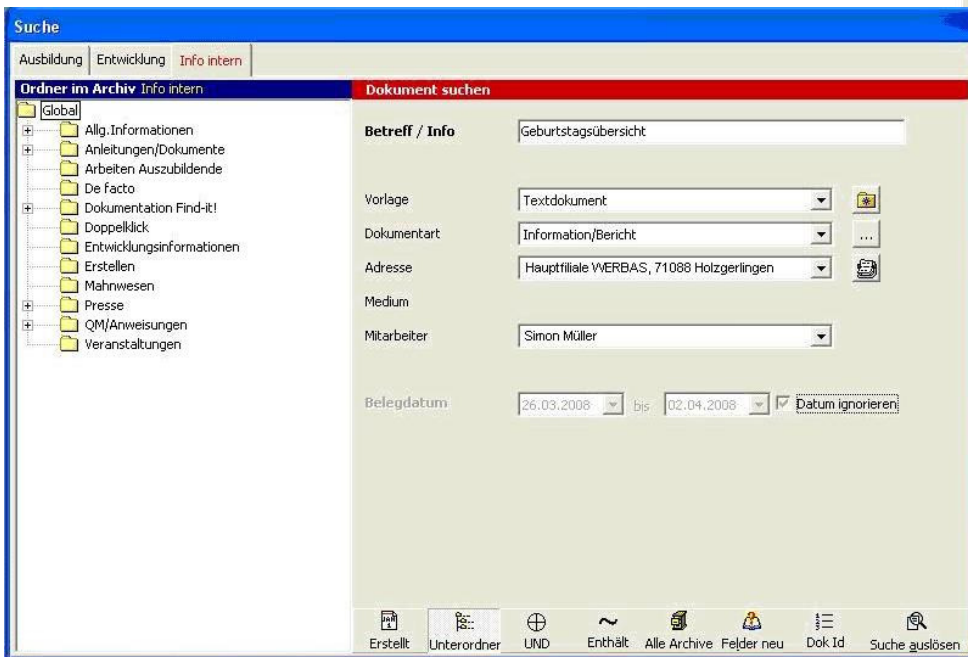 Suche
Ausbildung Entwicklung Info intern
Ordner im Archiv Info intern
Global
Allg.Informationen
Anleitungen/Dokumente
Arbeiten Auszubildende
De facto
Dokumentation Find-it!
Doppelklick
Entwicklungsinformationen
Erstellen
Mahnwesen
Presse
QM/Anweisungen
Veranstaltungen
Dokument suchen
Betreff / Info Geburtstagsübersicht
Vorlage Textdokument
Dokumentart Information/Bericht ...
Adresse Hauptfiliale WERBAS, 71088 Holzgerlingen
Medium
Mitarbeiter Simon Müller
Belegdatum 26.03.2008 bis 02.04.2008 Datum ignorieren
Erstellt Unterordner UND Enthält Alle Archive Felder neu Dok Id Suche auslösen